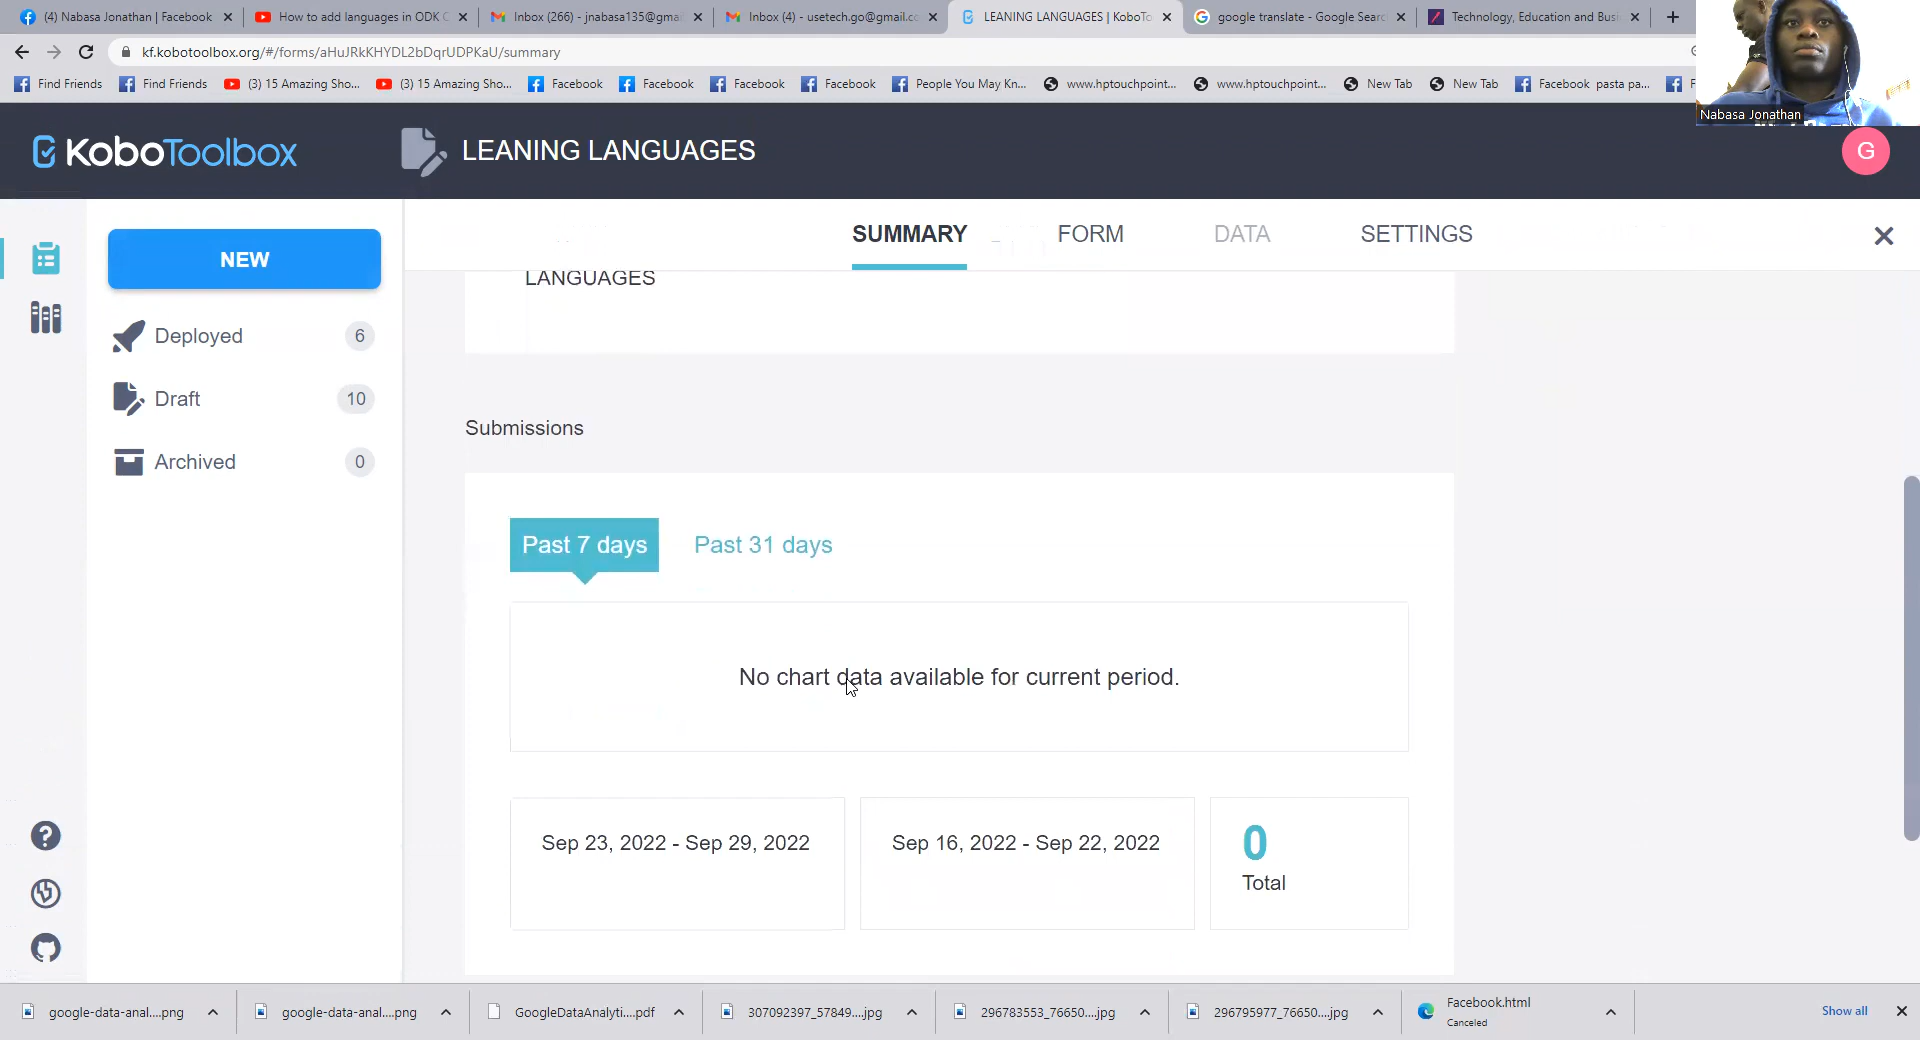 (4) Nabasa Jonathan | Facebook
How to add languages in ODK C
Inbox (266) - jnabasa135@gmai
Inbox (4) - usetech.go@gmail.co
LEANING LANGUAGES | KoboTo
google translate - Google Searc
Technology, Education and Busi
kf.kobotoolbox.org/#/forms/aHuJRkKHYDL2bDqrUDPKaU/summary
Find Friends
Find Friends
(3) 15 Amazing Sho...
(3) 15 Amazing Sho...
Facebook
Facebook
Facebook
Facebook
People You May Kn...
www.hptouchpoint...
www.hptouchpoint...
New Tab
New Tab
Facebook pasta pa...
Nabasa Jonathan
KoboToolbox
LEANING LANGUAGES
G
NEW
Deployed 6
Draft 10
Archived 0
SUMMARY
FORM
DATA
SETTINGS
LANGUAGES
Submissions
Past 7 days
Past 31 days
No chart data available for current period.
Sep 23, 2022 - Sep 29, 2022
Sep 16, 2022 - Sep 22, 2022
0
Total
google-data-anal....png
google-data-anal....png
GoogleDataAnalyti....pdf
307092397_57849....jpg
296783553_76650....jpg
296795977_76650....jpg
Facebook.html
Canceled
Show all